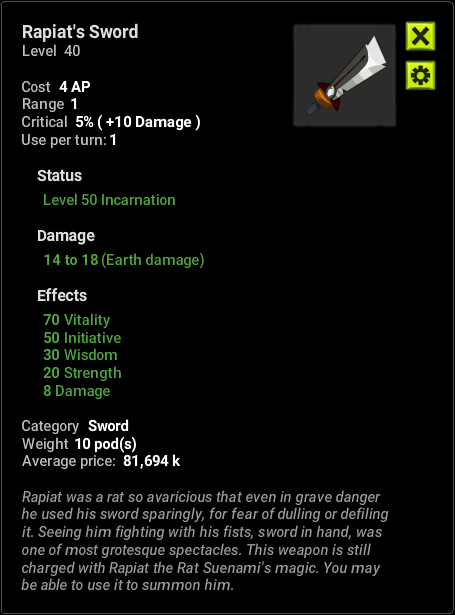 Rapiat's Sword
Level 40
Cost 4 AP
Range 1
Critical 5% ( +10 Damage )
Use per turn: 1
Status
Level 50 Incarnation
Damage
14 to 18 (Earth damage)
Effects
70 Vitality
50 Initiative
30 Wisdom
20 Strength
8 Damage
Category Sword
Weight 10 pod(s)
Average price: 81,694 k
Rapiat was a rat so avaricious that even in grave danger
he used his sword sparingly, for fear of dulling or defiling
it. Seeing him fighting with his fists, sword in hand, was
one of most grotesque spectacles. This weapon is still
charged with Rapiat the Rat Suenami's magic. You may
be able to use it to summon him.